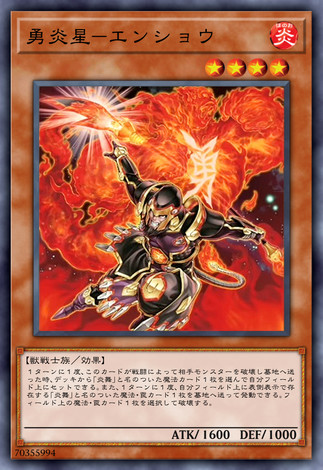 勇炎星－エンショウ
炎
勇
【獣戦士族／効果】
１ターンに１度、このカードが戦闘によって相手モンスターを破壊し墓地へ送
った時、デッキから「炎舞」と名のついた魔法カード１枚を選んで自分フィール
ド上にセットできる。また、１ターンに１度、自分フィールド上に表側表示で存
在する「炎舞」と名のついた魔法・罠カード１枚を墓地へ送って発動できる。フ
ィールド上の魔法・罠カード１枚を選択して破壊する。
ATK/1600 DEF/1000
70355994